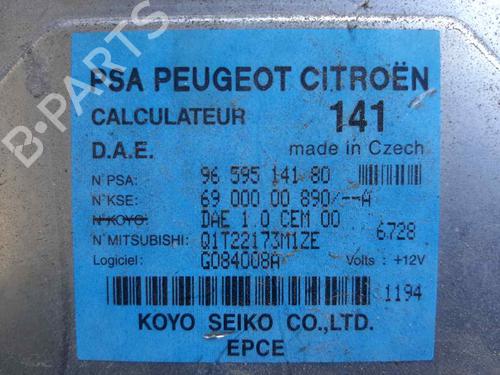 B-PARTS
PSA PEUGEOT CITROËN
CALCULATEUR 141
D.A.E. made in Czech
N°PSA: 96 595 141 80
N°KSE: 69 000 00 890/--A
N°KOYO: DAE 1.0 CEM 00
N°MITSUBISHI: Q1T22173M1ZE 6728
Logiciel: G084008A Volts : +12V
1194
KOYO SEIKO CO.,LTD.
EPCE